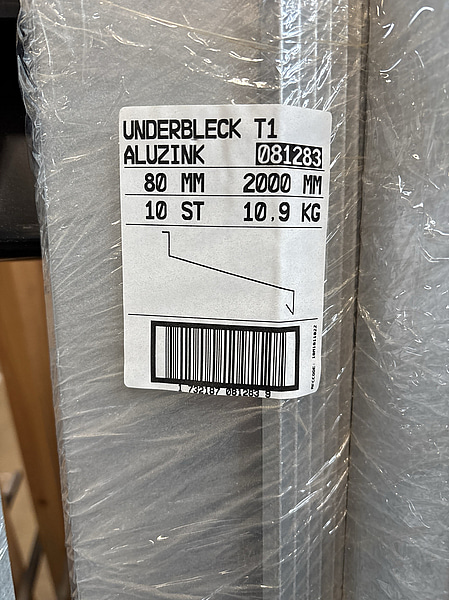 UNDERBLECK T1
ALUZINK 081283
80 MM 2000 MM
10 ST 10.9 KG
1 732187 081283 9